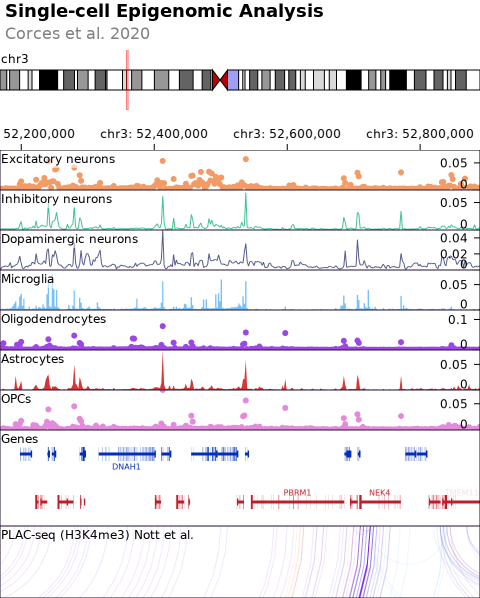 Single-cell Epigenomic Analysis
Corces et al. 2020
chr3
52,200,000 chr3: 52,400,000 chr3: 52,600,000 chr3: 52,800,000
Excitatory neurons 0.05
0
Inhibitory neurons 0.05
0
Dopaminergic neurons 0.04
0.02
0
Microglia 0.05
0
Oligodendrocytes 0.1
0
Astrocytes 0.05
0
OPCs 0.05
0
Genes
DNAH1
PBRM1 NEK4
PLAC-seq (H3K4me3) Nott et al.